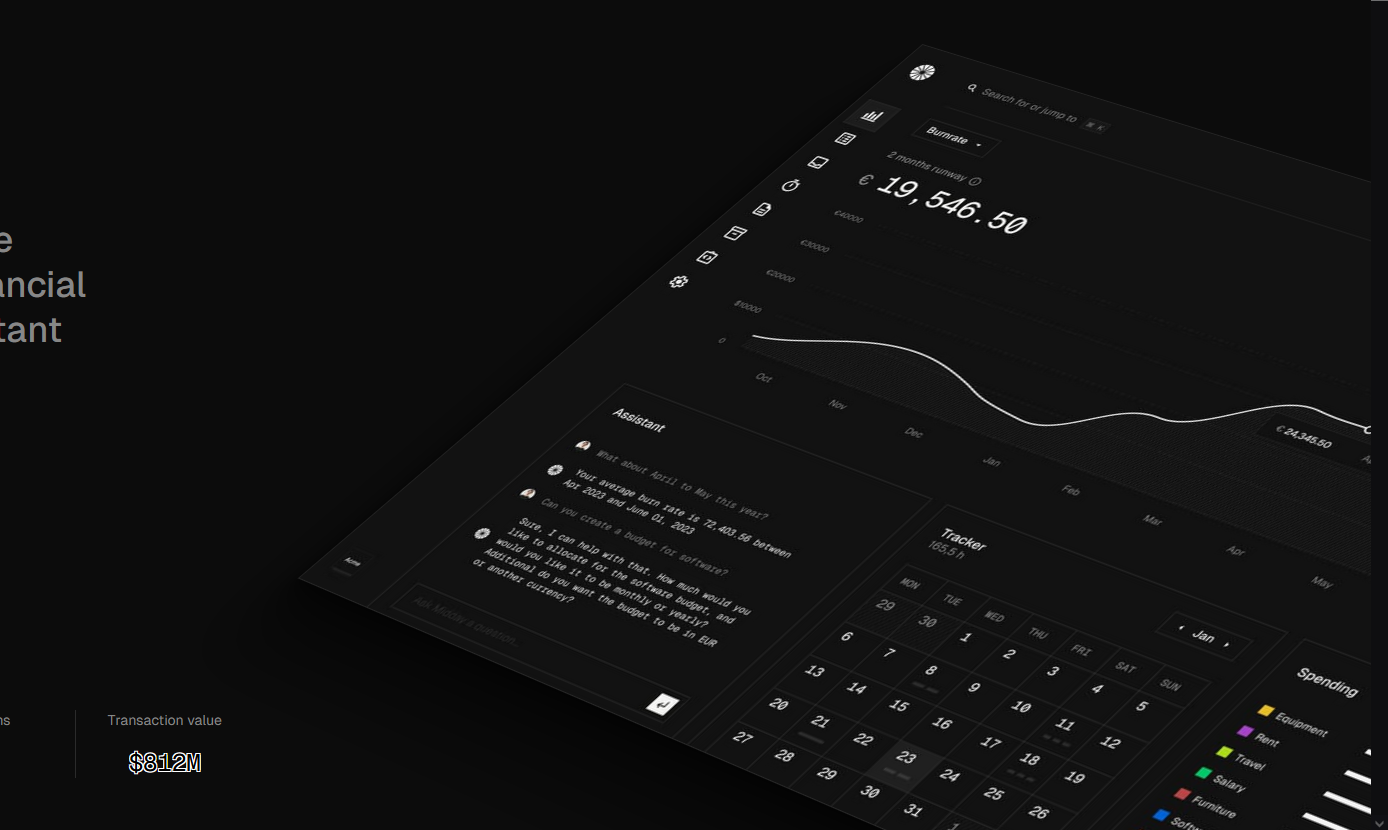 e
ancial
tant
ns
Transaction value
$812M
Search for or jump to
⌘ K
Burnrate
2 months runway
€ 19,546.50
€40000
€30000
€20000
$10000
0
Oct
Nov
Dec
Jan
Feb
Mar
Apr
May
€ 24,345.50
Assistant
What about April to May this year?
Your average burn rate is 72,403.56 between
Apr 2023 and June 01, 2023
Can you create a budget for software?
Sure, I can help with that. How much would you
like to allocate for the software budget, and
would you like it to be monthly or yearly?
Additional do you want the budget to be in EUR
or another currency?
Ask Midday a question...
Acme
Tracker
165,5 h
Jan
MON TUE WED THU FRI SAT SUN
29 30 1 2 3 4 5
6 7 8 9 10 11 12
13 14 15 16 17 18 19
20 21 22 23 24 25 26
27 28 29 30 31 1
Spending
Equipment
Rent
Travel
Salary
Furniture
Softw